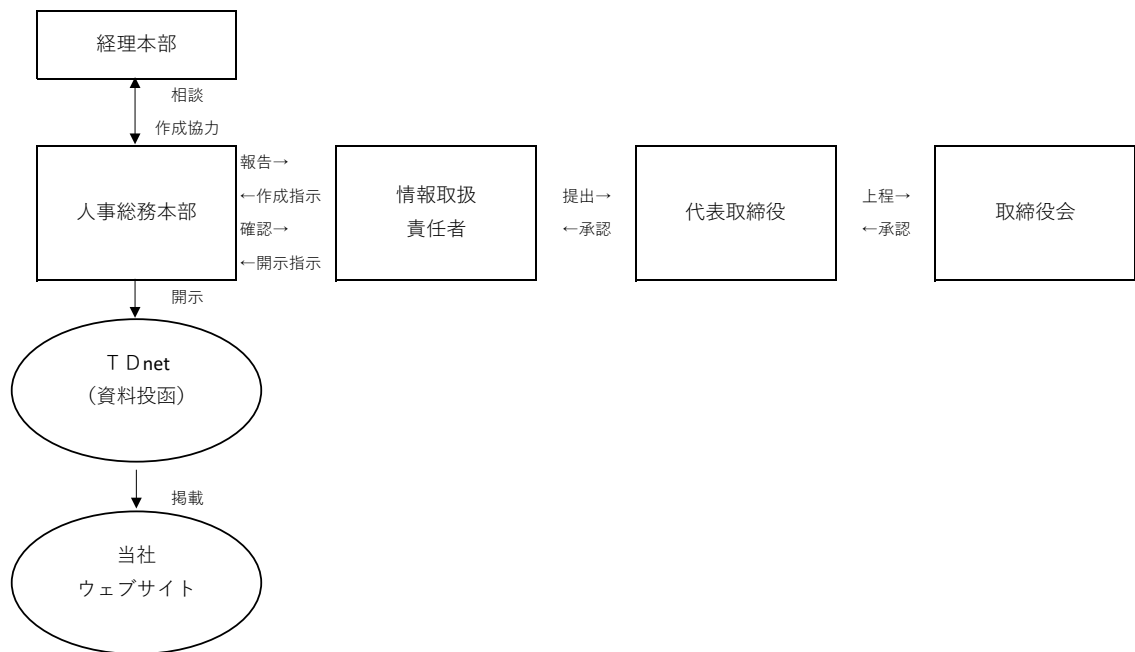 経理本部
相談
作成協力
人事総務本部
報告→
←作成指示
確認→
←開示指示
情報取扱
責任者
提出→
←承認
代表取締役
上程→
←承認
取締役会
開示
ＴＤnet
（資料投函）
掲載
当社
ウェブサイト